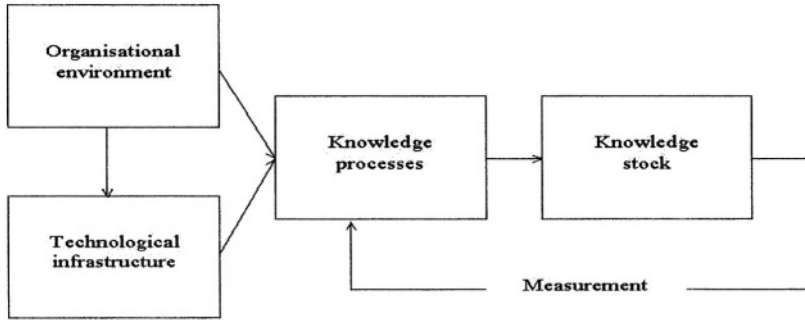 Organisational
environment
Knowledge
processes
Knowledge
stock
Technological
infrastructure
Measurement